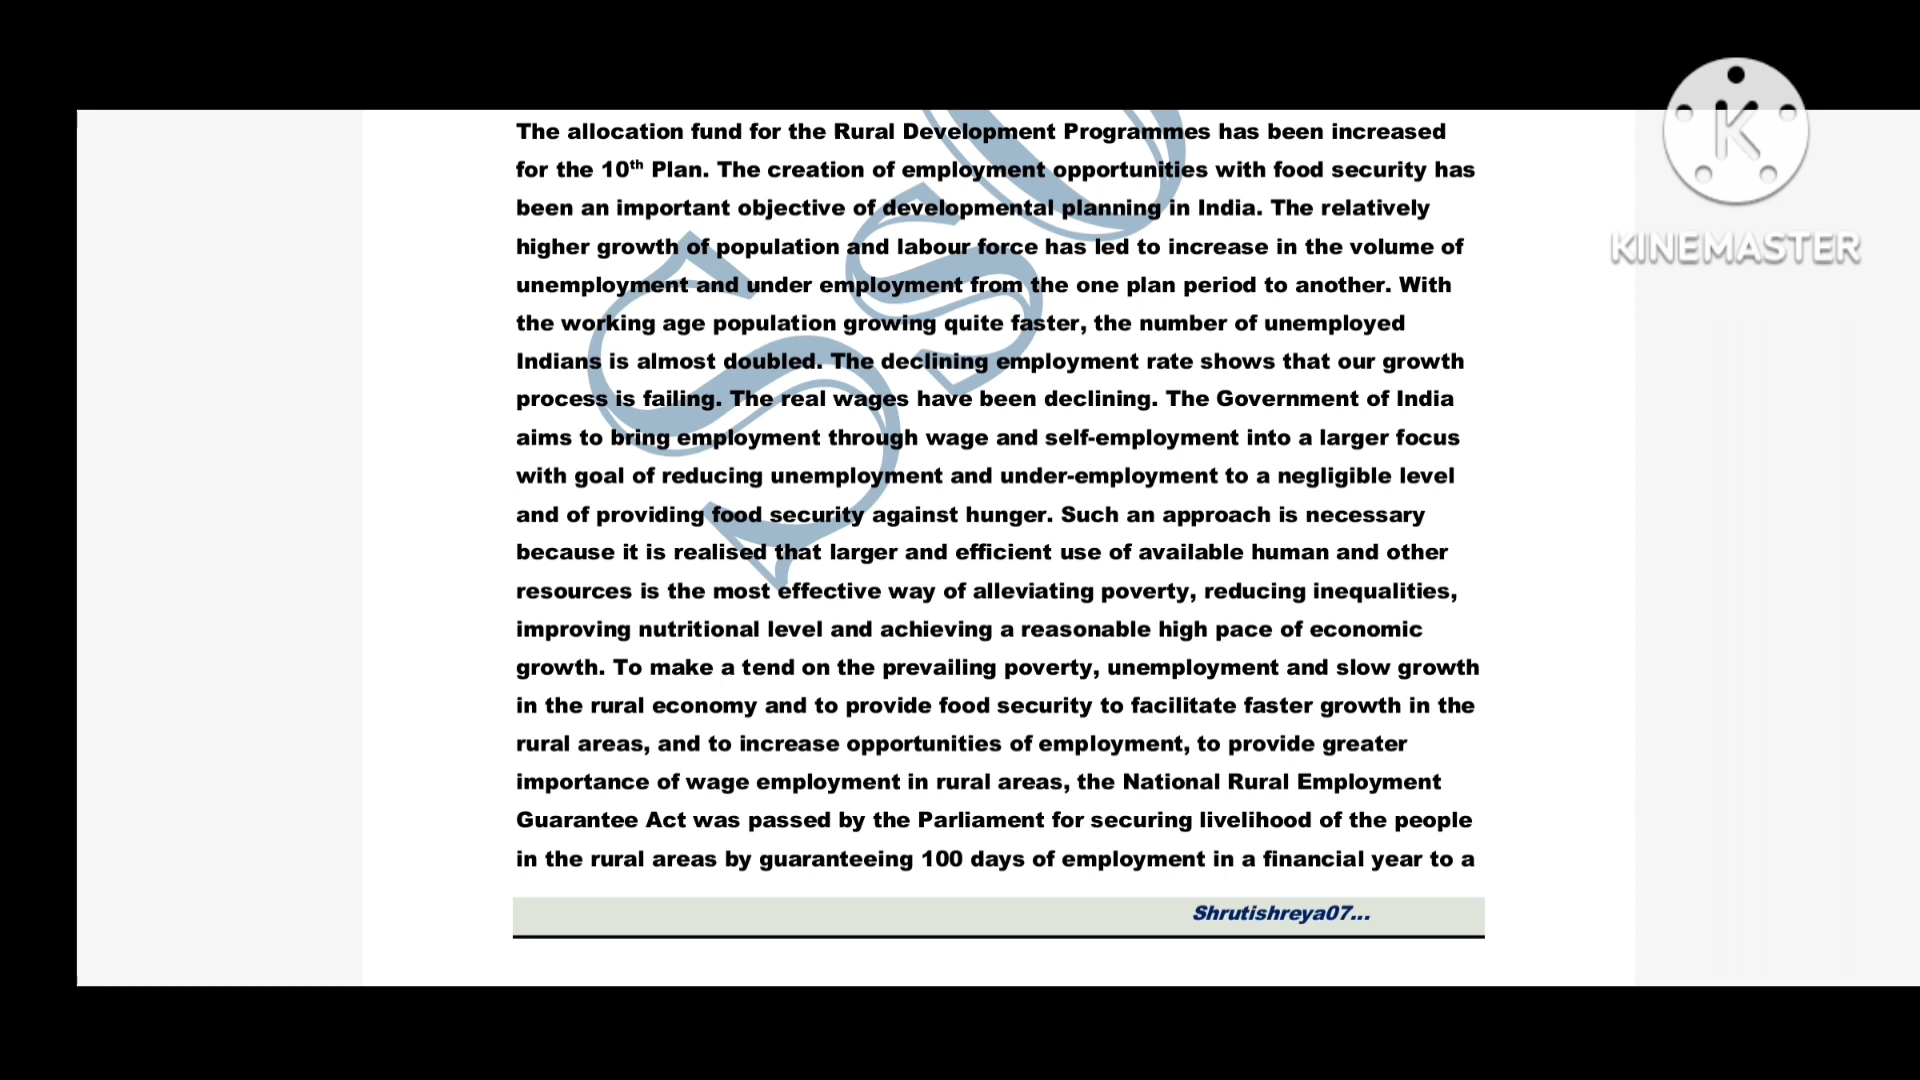 The allocation fund for the Rural Development Programmes has been increased
for the 10th Plan. The creation of employment opportunities with food security has
been an important objective of developmental planning in India. The relatively
higher growth of population and labour force has led to increase in the volume of
unemployment and under employment from the one plan period to another. With
the working age population growing quite faster, the number of unemployed
Indians is almost doubled. The declining employment rate shows that our growth
process is failing. The real wages have been declining. The Government of India
aims to bring employment through wage and self-employment into a larger focus
with goal of reducing unemployment and under-employment to a negligible level
and of providing food security against hunger. Such an approach is necessary
because it is realised that larger and efficient use of available human and other
resources is the most effective way of alleviating poverty, reducing inequalities,
improving nutritional level and achieving a reasonable high pace of economic
growth. To make a tend on the prevailing poverty, unemployment and slow growth
in the rural economy and to provide food security to facilitate faster growth in the
rural areas, and to increase opportunities of employment, to provide greater
importance of wage employment in rural areas, the National Rural Employment
Guarantee Act was passed by the Parliament for securing livelihood of the people
in the rural areas by guaranteeing 100 days of employment in a financial year to a
Shrutishreya07...
K
KINEMASTER